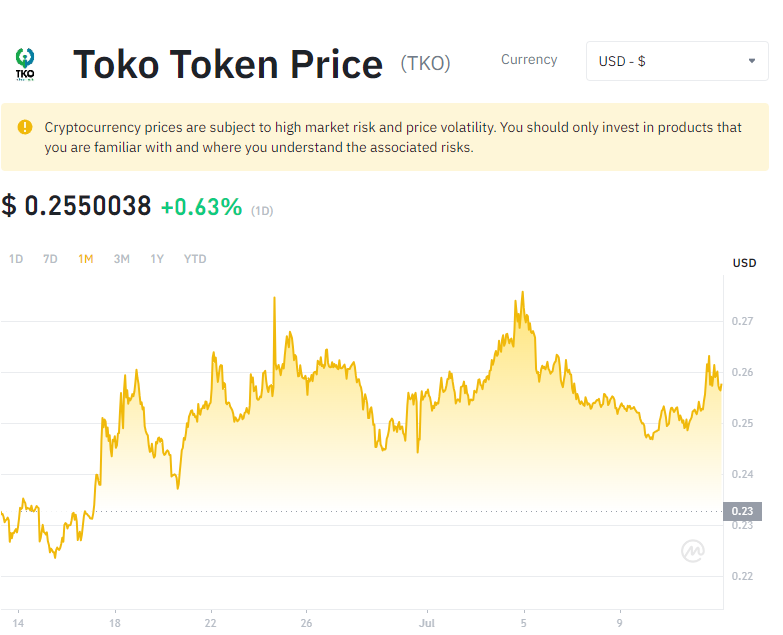 TKO
Toko Token Price (TKO)
Currency
USD - $
Cryptocurrency prices are subject to high market risk and price volatility. You should only invest in products that
you are familiar with and where you understand the associated risks.
$ 0.2550038 +0.63% (1D)
1D 7D 1M 3M 1Y YTD
USD
0.27
0.26
0.25
0.24
0.23
0.23
0.22
14 18 22 26 Jul 5 9